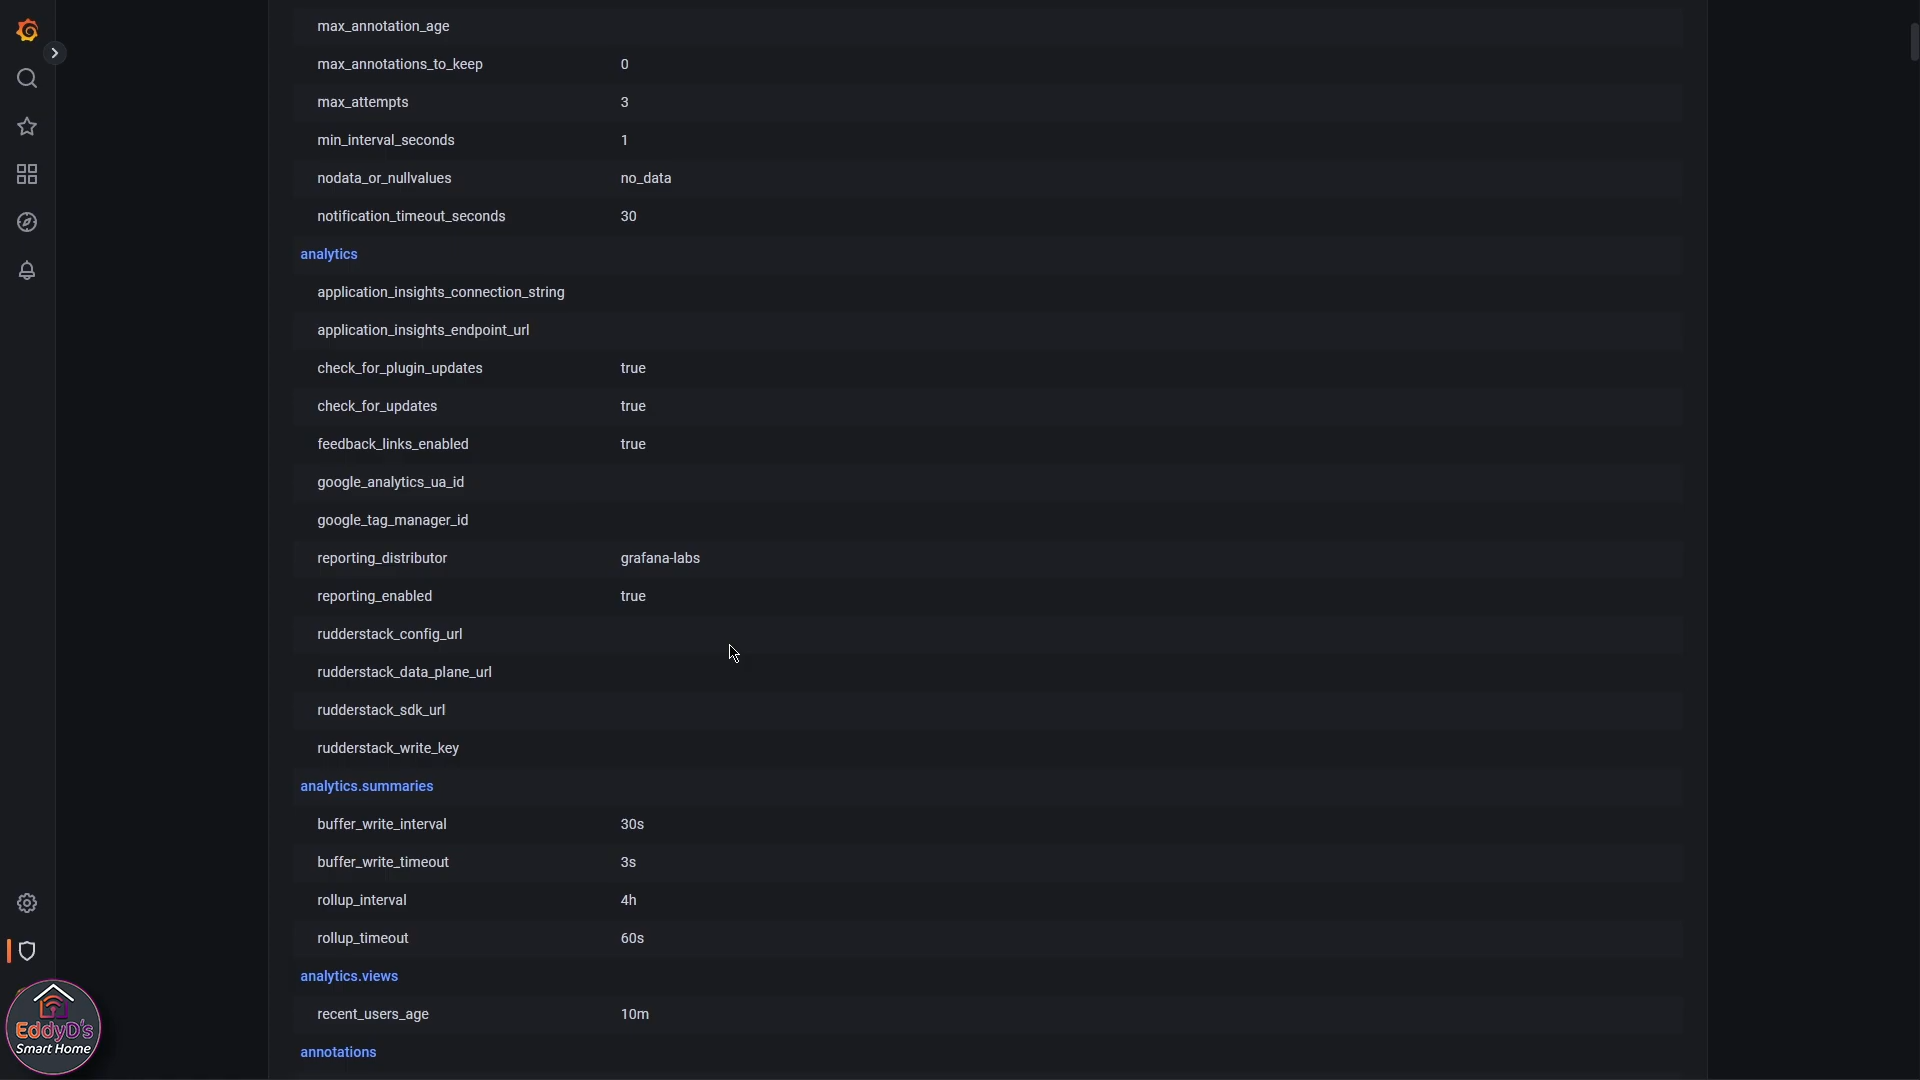 max_annotation_age
max_annotations_to_keep 0
max_attempts 3
min_interval_seconds 1
nodata_or_nullvalues no_data
notification_timeout_seconds 30
analytics
application_insights_connection_string
application_insights_endpoint_url
check_for_plugin_updates true
check_for_updates true
feedback_links_enabled true
google_analytics_ua_id
google_tag_manager_id
reporting_distributor grafana-labs
reporting_enabled true
rudderstack_config_url
rudderstack_data_plane_url
rudderstack_sdk_url
rudderstack_write_key
analytics.summaries
buffer_write_interval 30s
buffer_write_timeout 3s
rollup_interval 4h
rollup_timeout 60s
analytics.views
recent_users_age 10m
annotations
EddyD's
Smart Home